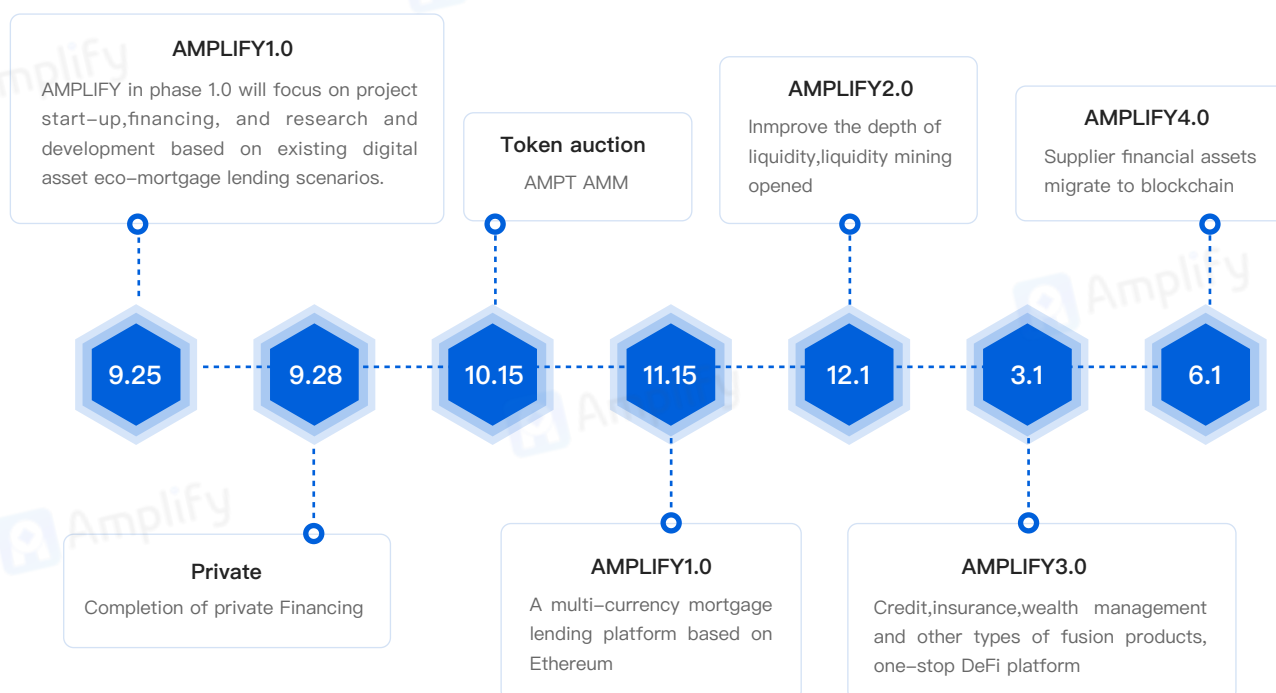 AMPLIFY1.0
AMPLIFY in phase 1.0 will focus on project
start-up,financing, and research and
development based on existing digital
asset eco-mortgage lending scenarios.
Token auction
AMPT AMM
AMPLIFY2.0
Inmprove the depth of
liquidity,liquidity mining
opened
AMPLIFY4.0
Supplier financial assets
migrate to blockchain
9.25
9.28
10.15
11.15
12.1
3.1
6.1
Private
Completion of private Financing
AMPLIFY1.0
A multi-currency mortgage
lending platform based on
Ethereum
AMPLIFY3.0
Credit,insurance,wealth management
and other types of fusion products,
one-stop DeFi platform
Amplify
Amplify
Amplify
Amplify